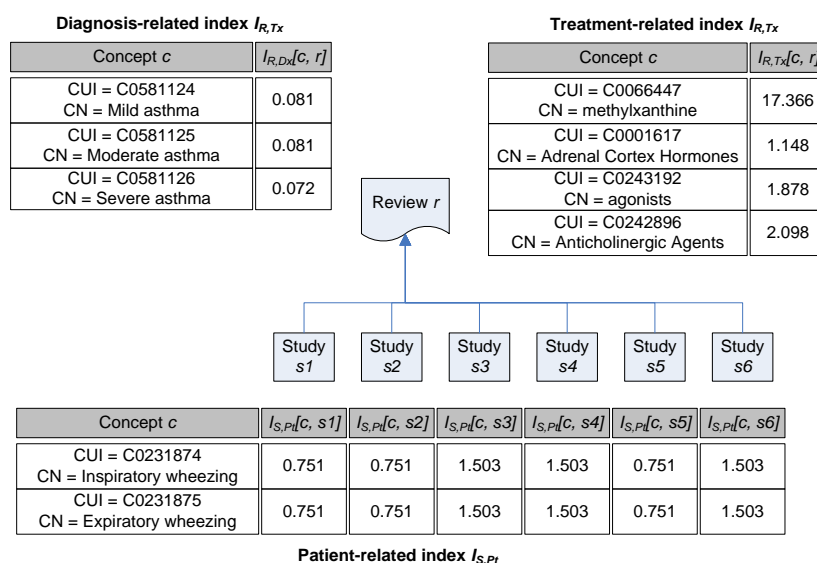 Diagnosis-related index I_R,Tx
Concept c I_R,Dx[c, r]
CUI = C0581124
CN = Mild asthma
0.081
CUI = C0581125
CN = Moderate asthma
0.081
CUI = C0581126
CN = Severe asthma
0.072
Treatment-related index I_R,Tx
Concept c I_R,Tx[c, r]
CUI = C0066447
CN = methylxanthine
17.366
CUI = C0001617
CN = Adrenal Cortex Hormones
1.148
CUI = C0243192
CN = agonists
1.878
CUI = C0242896
CN = Anticholinergic Agents
2.098
Review r
Study
s1
Study
s2
Study
s3
Study
s4
Study
s5
Study
s6
Concept c I_S,Pt[c, s1] I_S,Pt[c, s2] I_S,Pt[c, s3] I_S,Pt[c, s4] I_S,Pt[c, s5] I_S,Pt[c, s6]
CUI = C0231874
CN = Inspiratory wheezing
0.751 0.751 1.503 1.503 0.751 1.503
CUI = C0231875
CN = Expiratory wheezing
0.751 0.751 1.503 1.503 0.751 1.503
Patient-related index I_S,Pt